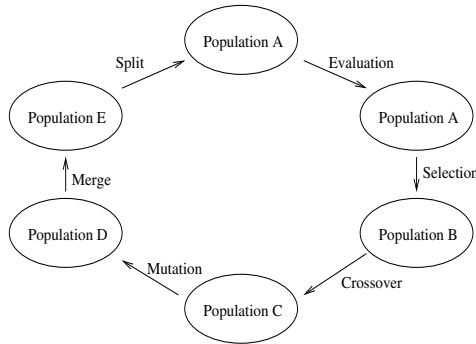 Population A
Split
Evaluation
Population E
Population A
Merge
Selection
Population D
Population B
Mutation
Crossover
Population C